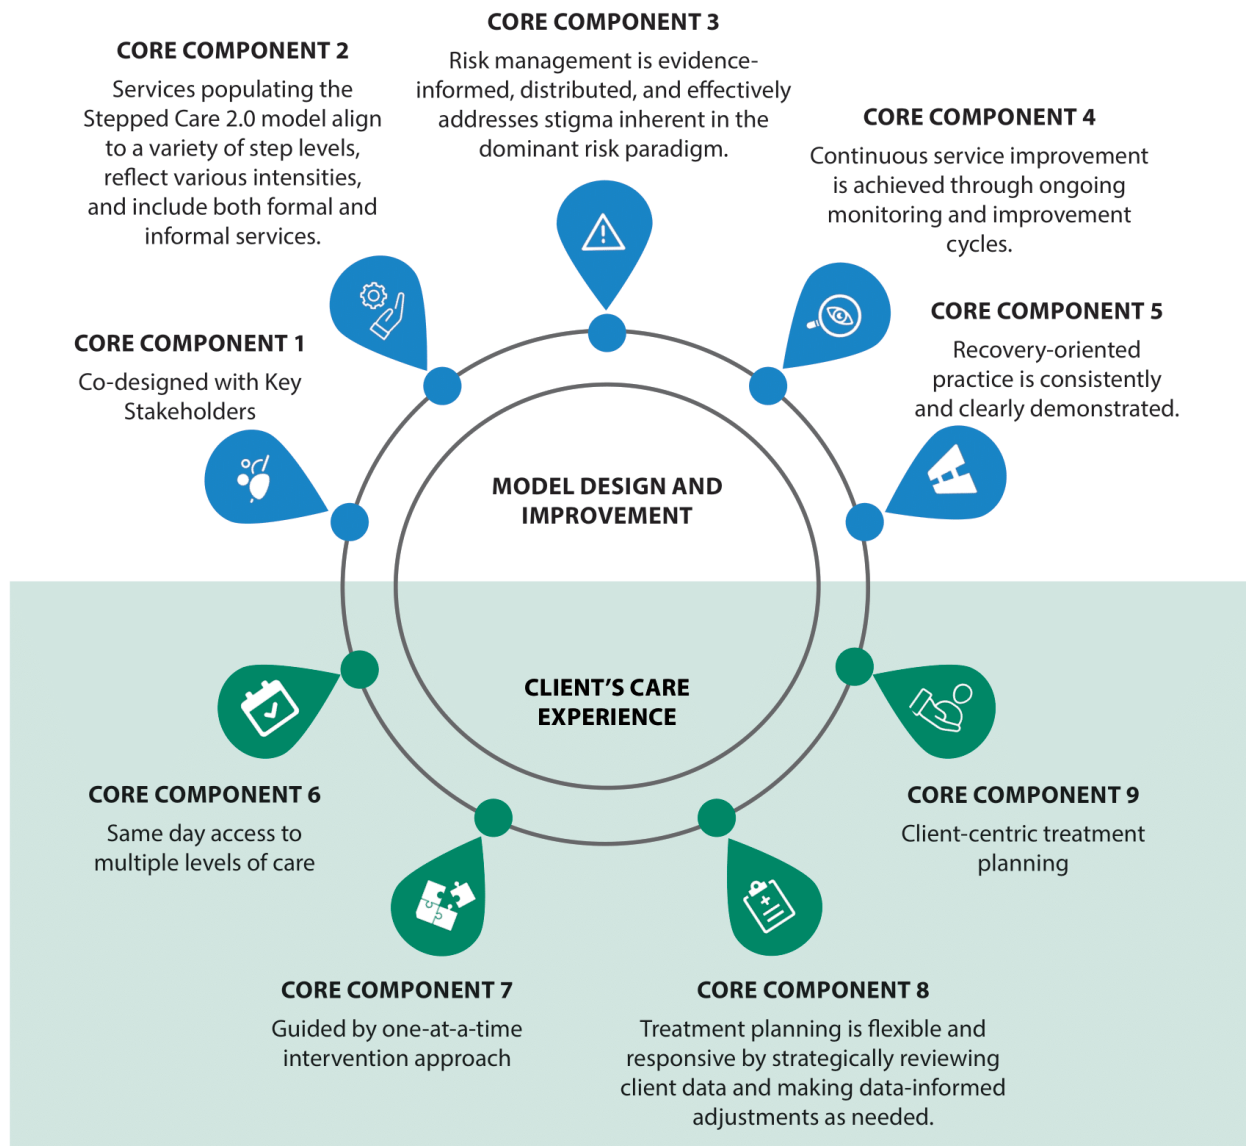 CORE COMPONENT 1
Co-designed with Key
Stakeholders
CORE COMPONENT 2
Services populating the
Stepped Care 2.0 model align
to a variety of step levels,
reflect various intensities,
and include both formal and
informal services.
CORE COMPONENT 3
Risk management is evidence-
informed, distributed, and effectively
addresses stigma inherent in the
dominant risk paradigm.
CORE COMPONENT 4
Continuous service improvement
is achieved through ongoing
monitoring and improvement
cycles.
CORE COMPONENT 5
Recovery-oriented
practice is consistently
and clearly demonstrated.
MODEL DESIGN AND
IMPROVEMENT
CLIENT’S CARE
EXPERIENCE
CORE COMPONENT 6
Same day access to
multiple levels of care
CORE COMPONENT 7
Guided by one-at-a-time
intervention approach
CORE COMPONENT 8
Treatment planning is flexible and
responsive by strategically reviewing
client data and making data-informed
adjustments as needed.
CORE COMPONENT 9
Client-centric treatment
planning